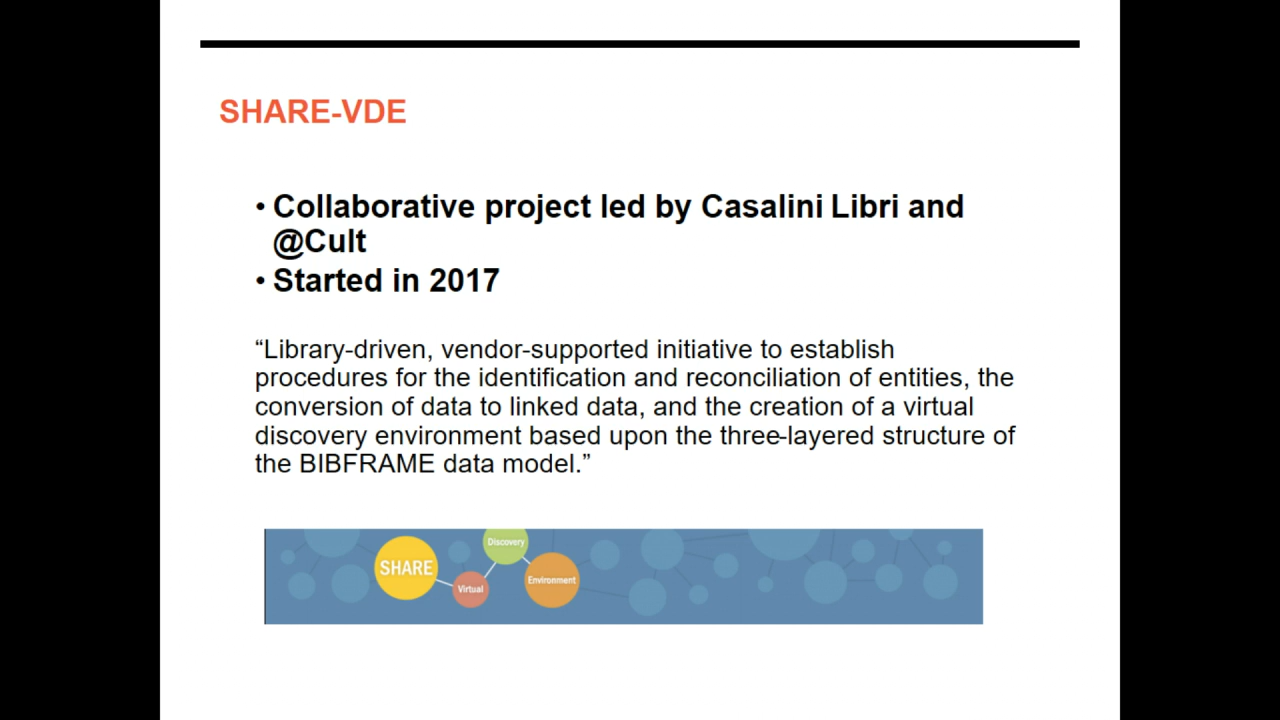 SHARE-VDE
• Collaborative project led by Casalini Libri and
@Cult
• Started in 2017
“Library-driven, vendor-supported initiative to establish
procedures for the identification and reconciliation of entities, the
conversion of data to linked data, and the creation of a virtual
discovery environment based upon the three-layered structure of
the BIBFRAME data model.”
SHARE
Virtual
Discovery
Environment